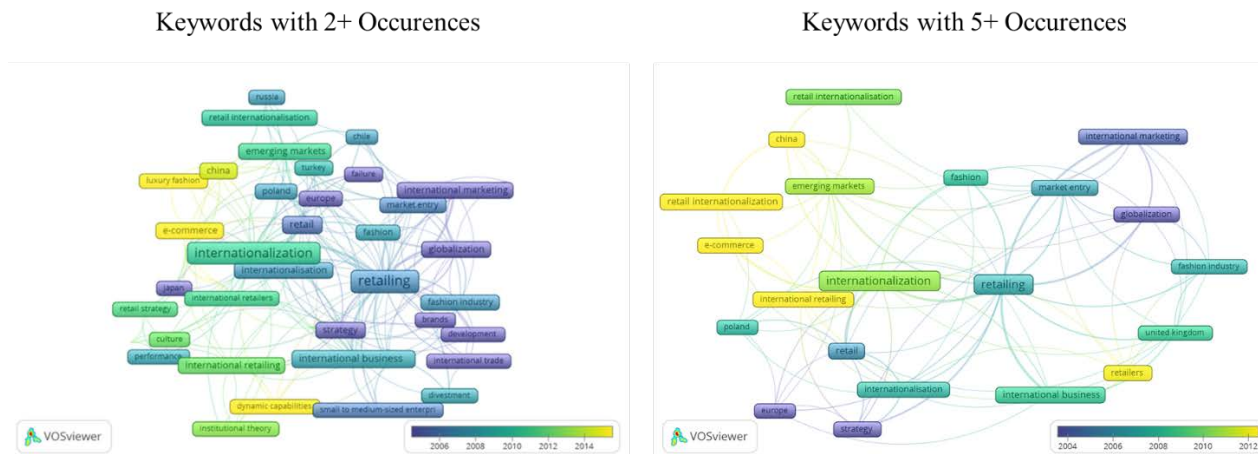 Keywords with 2+ Occurences
russia
retail internationalisation
chile
emerging markets
china
turkey
failure
luxury fashion
poland
europe
international marketing
market entry
retail
e-commerce
fashion
internationalization
globalization
internationalisation
retailing
japan
international retailers
fashion industry
retail strategy
brands
strategy
development
culture
performance
international business
international trade
international retailing
divestment
dynamic capabilities
small to medium-sized enterpri
institutional theory
VOSviewer
2006 2008 2010 2012 2014
Keywords with 5+ Occurences
retail internationalisation
china
international marketing
fashion
emerging markets
market entry
retail internationalization
globalization
e-commerce
fashion industry
internationalization
retailing
international retailing
poland
united kingdom
retail
retailers
internationalisation
international business
europe
strategy
VOSviewer
2004 2006 2008 2010 2012